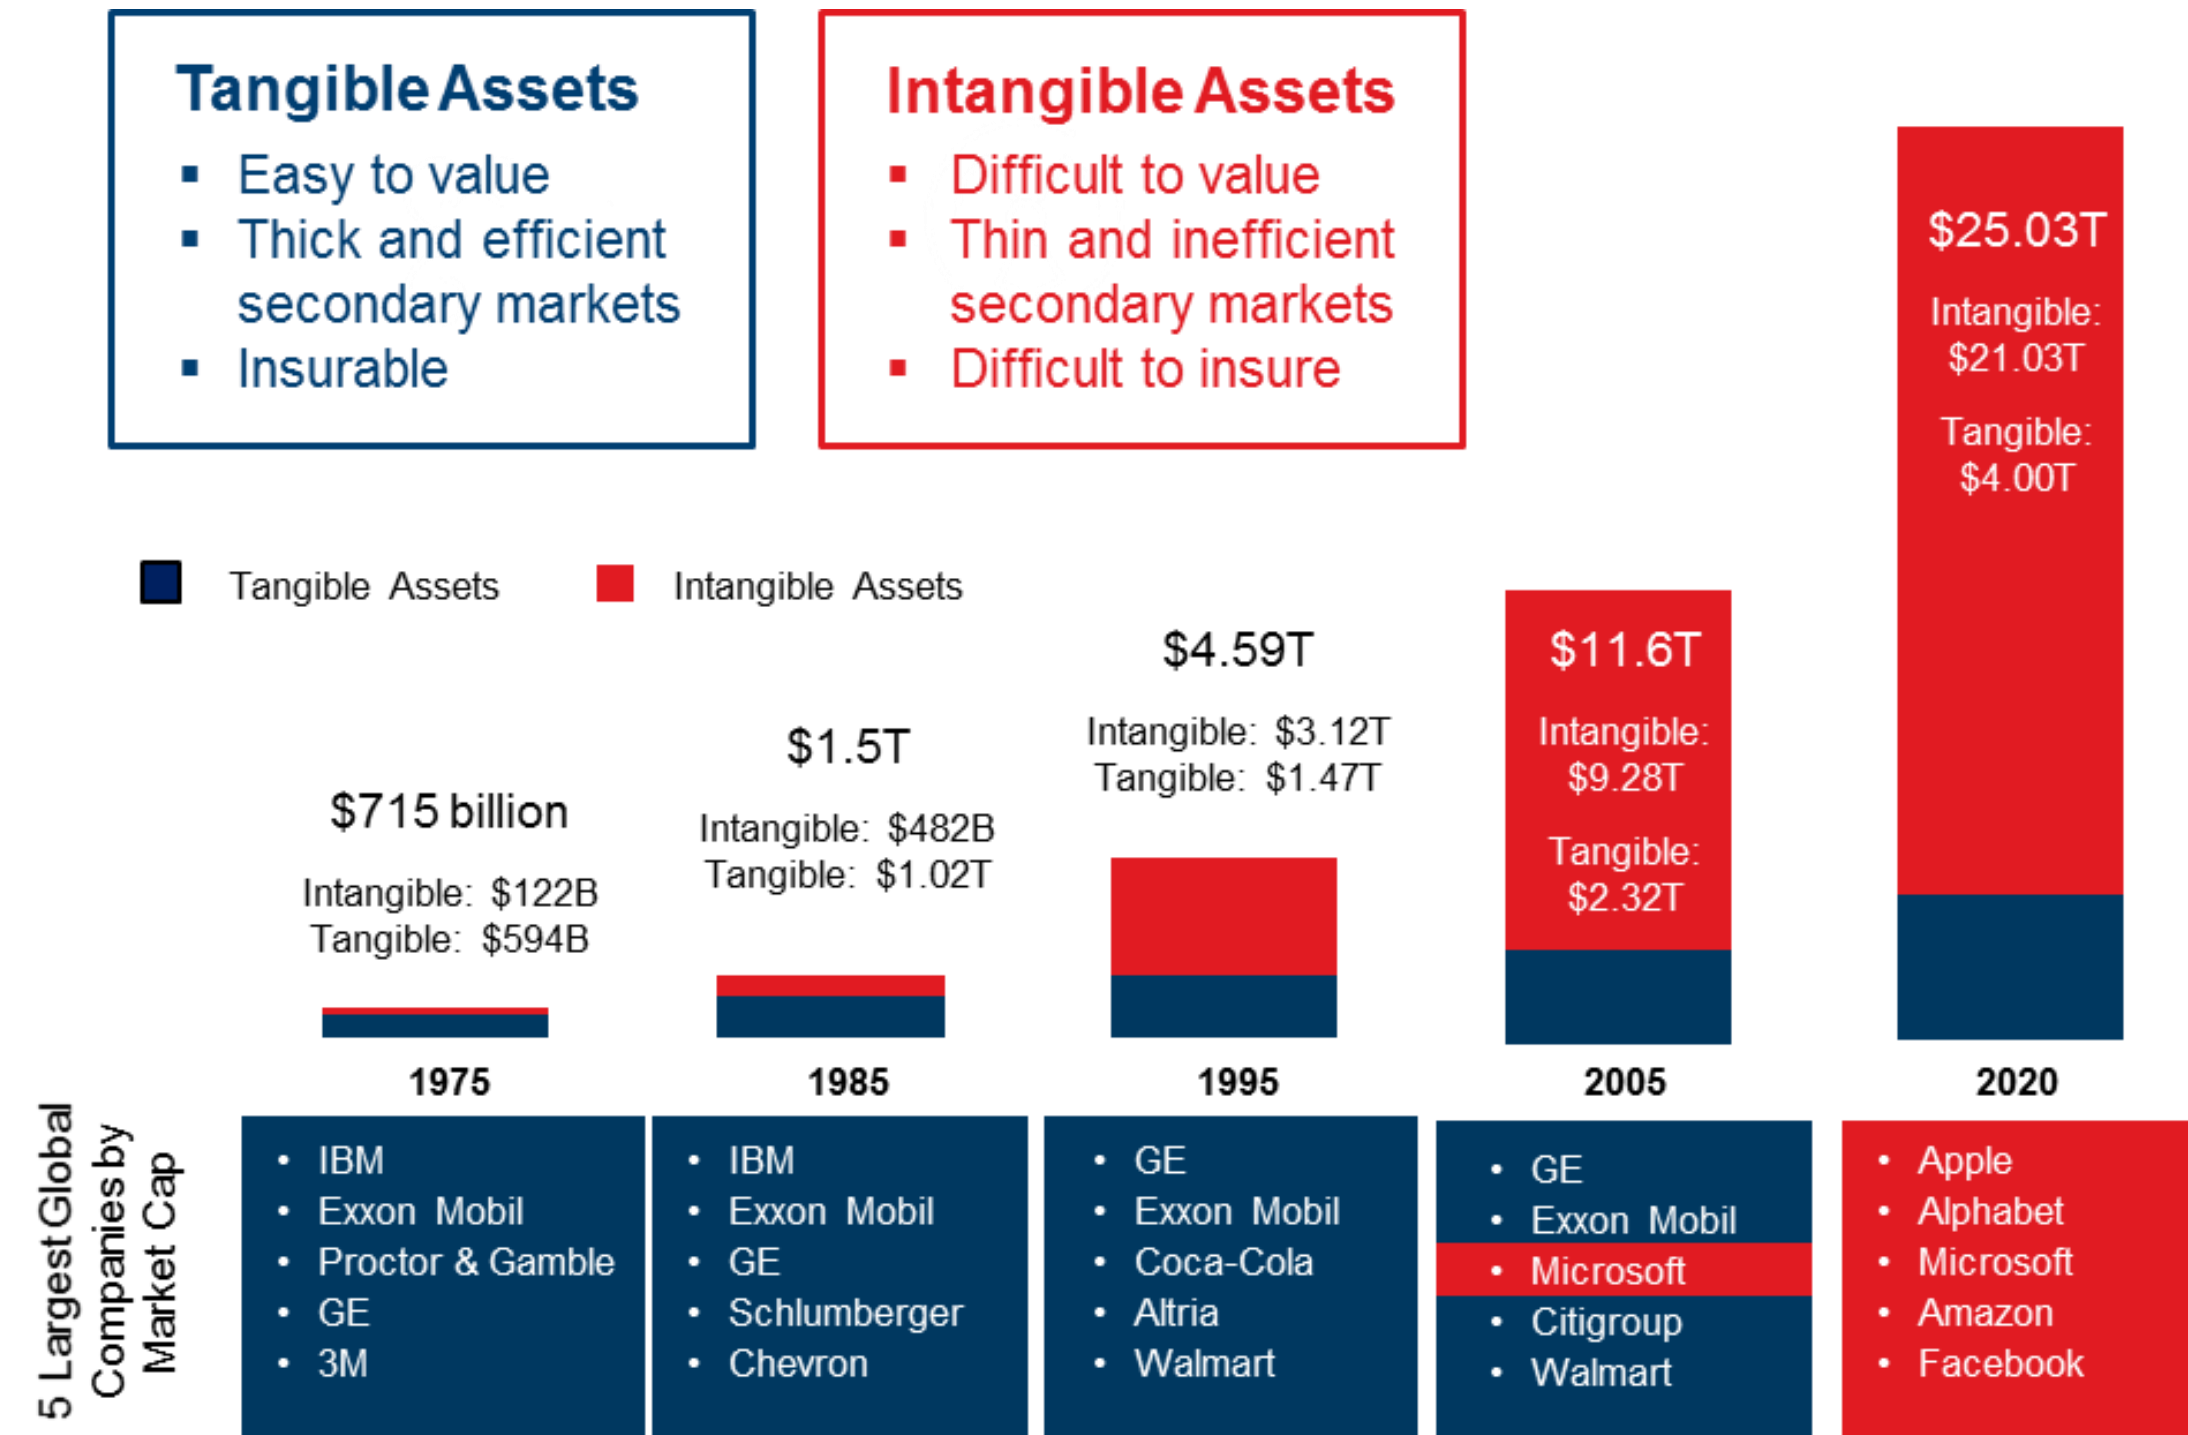 Tangible Assets
▪ Easy to value
▪ Thick and efficient
secondary markets
▪ Insurable
Intangible Assets
▪ Difficult to value
▪ Thin and inefficient
secondary markets
▪ Difficult to insure
Tangible Assets
Intangible Assets
$715 billion
Intangible: $122B
Tangible: $594B
$1.5T
Intangible: $482B
Tangible: $1.02T
$4.59T
Intangible: $3.12T
Tangible: $1.47T
$11.6T
Intangible:
$9.28T
Tangible:
$2.32T
$25.03T
Intangible:
$21.03T
Tangible:
$4.00T
1975
1985
1995
2005
2020
5 Largest Global
Companies by
Market Cap
• IBM
• Exxon Mobil
• Proctor & Gamble
• GE
• 3M
• IBM
• Exxon Mobil
• GE
• Schlumberger
• Chevron
• GE
• Exxon Mobil
• Coca-Cola
• Altria
• Walmart
• GE
• Exxon Mobil
• Microsoft
• Citigroup
• Walmart
• Apple
• Alphabet
• Microsoft
• Amazon
• Facebook